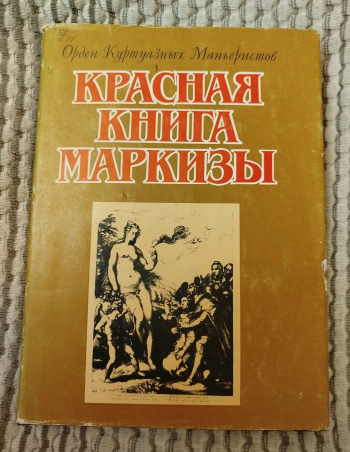 Орден Куртуазных Маньеристов
КРАСНАЯ
КНИГА
МАРКИЗЫ